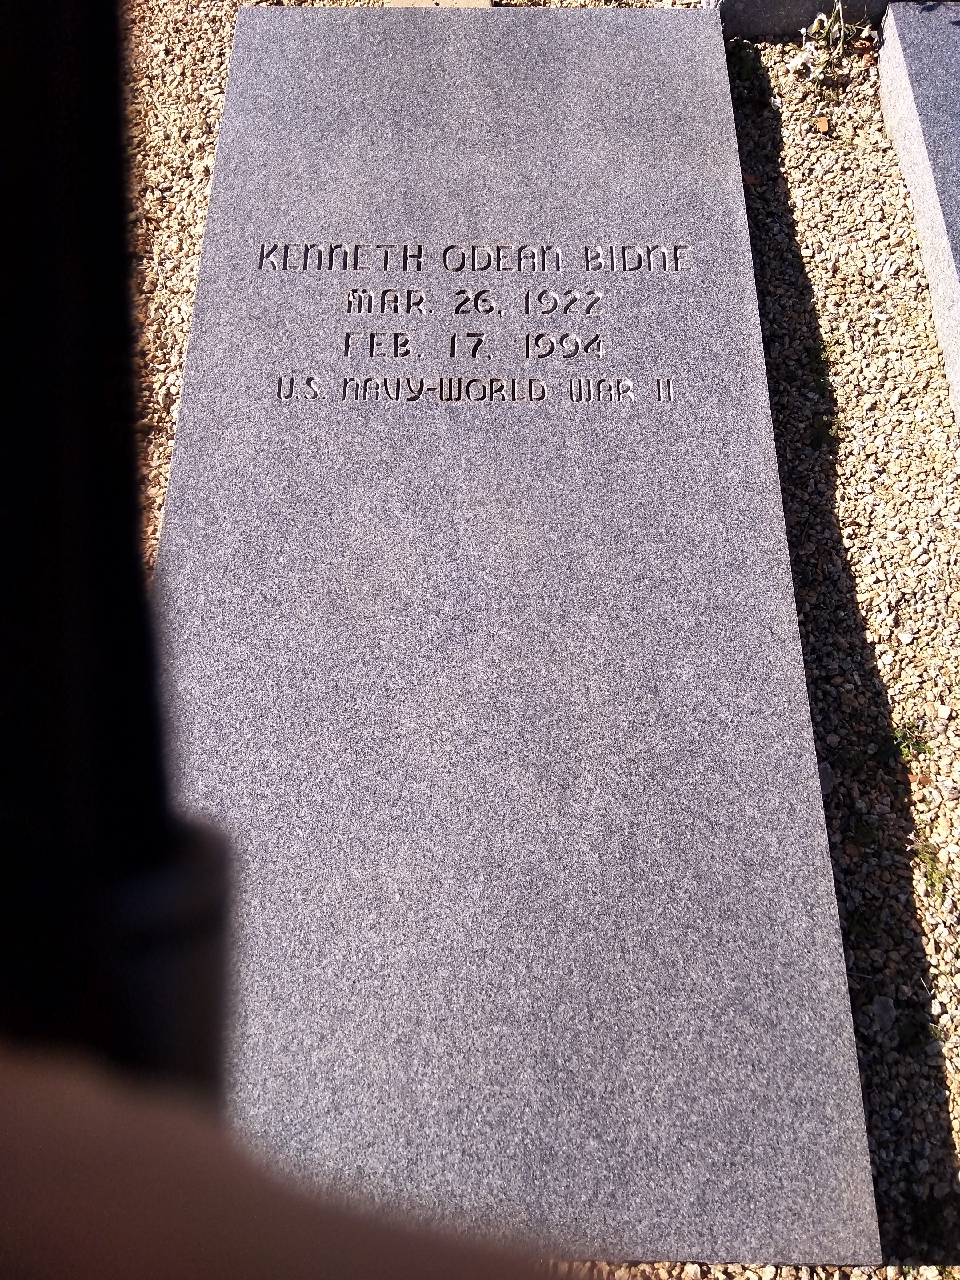 KENNETH ODEAN BIDNE
MAR. 26, 1922
FEB. 17, 1994
U.S. NAVY-WORLD WAR II